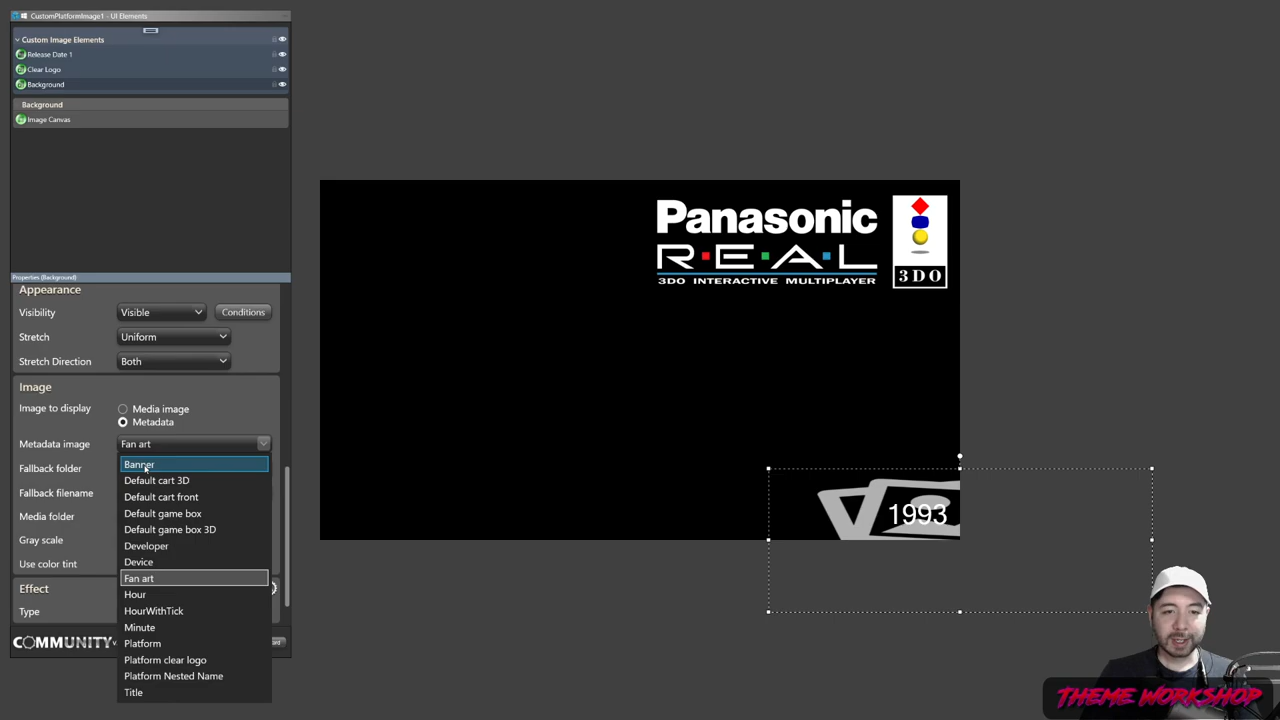 CustomPlatformImage1 - UI Elements
Custom Image Elements
Release Date 1
Clear Logo
Background
Background
Image Canvas
Properties (Background)
Appearance
Visibility Visible Conditions
Stretch Uniform
Stretch Direction Both
Image
Image to display Media image
Metadata
Metadata image Fan art
Fallback folder
Fallback filename
Media folder
Gray scale
Use color tint
Effect
Type
COMMUNITY
Banner
Default cart 3D
Default cart front
Default game box
Default game box 3D
Developer
Device
Fan art
Hour
HourWithTick
Minute
Platform
Platform clear logo
Platform Nested Name
Title
Panasonic
R·E·A·L
3DO INTERACTIVE MULTIPLAYER
3DO
1993
THEME WORKSHOP